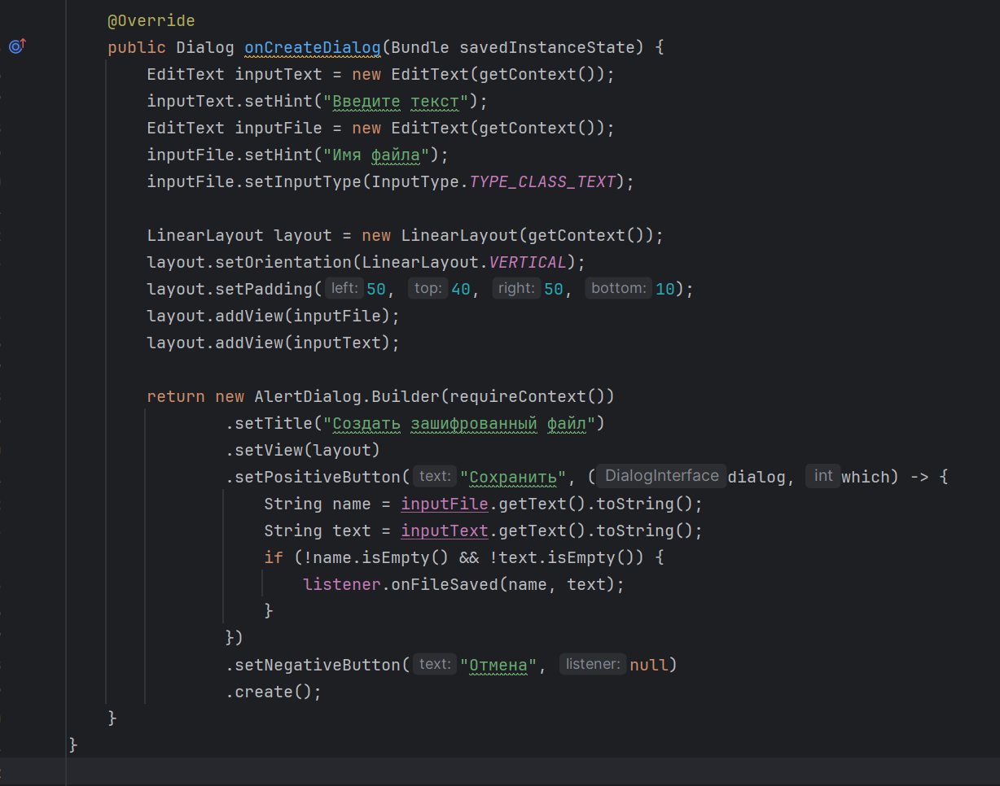 @Override
public Dialog onCreateDialog(Bundle savedInstanceState) {
EditText inputText = new EditText(getContext());
inputText.setHint("Введите текст");
EditText inputFile = new EditText(getContext());
inputFile.setHint("Имя файла");
inputFile.setInputType(InputType.TYPE_CLASS_TEXT);
LinearLayout layout = new LinearLayout(getContext());
layout.setOrientation(LinearLayout.VERTICAL);
layout.setPadding( left: 50, top: 40, right: 50, bottom: 10);
layout.addView(inputFile);
layout.addView(inputText);
return new AlertDialog.Builder(requireContext())
.setTitle("Создать зашифрованный файл")
.setView(layout)
.setPositiveButton( text: "Сохранить", ( DialogInterface dialog, int which) -> {
String name = inputFile.getText().toString();
String text = inputText.getText().toString();
if (!name.isEmpty() && !text.isEmpty()) {
listener.onFileSaved(name, text);
}
})
.setNegativeButton( text: "Отмена", listener: null)
.create();
}
}